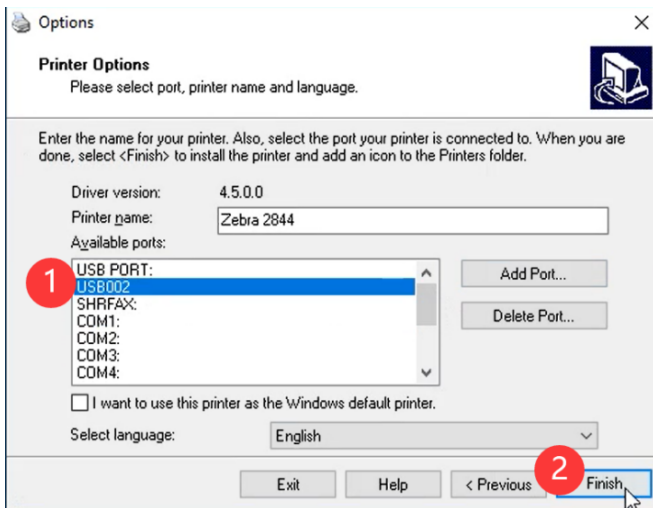 Options
Printer Options
Please select port, printer name and language.
Enter the name for your printer. Also, select the port your printer is connected to. When you are
done, select <Finish> to install the printer and add an icon to the Printers folder.
Driver version: 4.5.0.0
Printer name: Zebra 2844
Available ports:
1
USB PORT:
USB002
SHRFAX:
COM1:
COM2:
COM3:
COM4:
Add Port...
Delete Port...
I want to use this printer as the Windows default printer.
Select language: English
2
Exit Help < Previous Finish